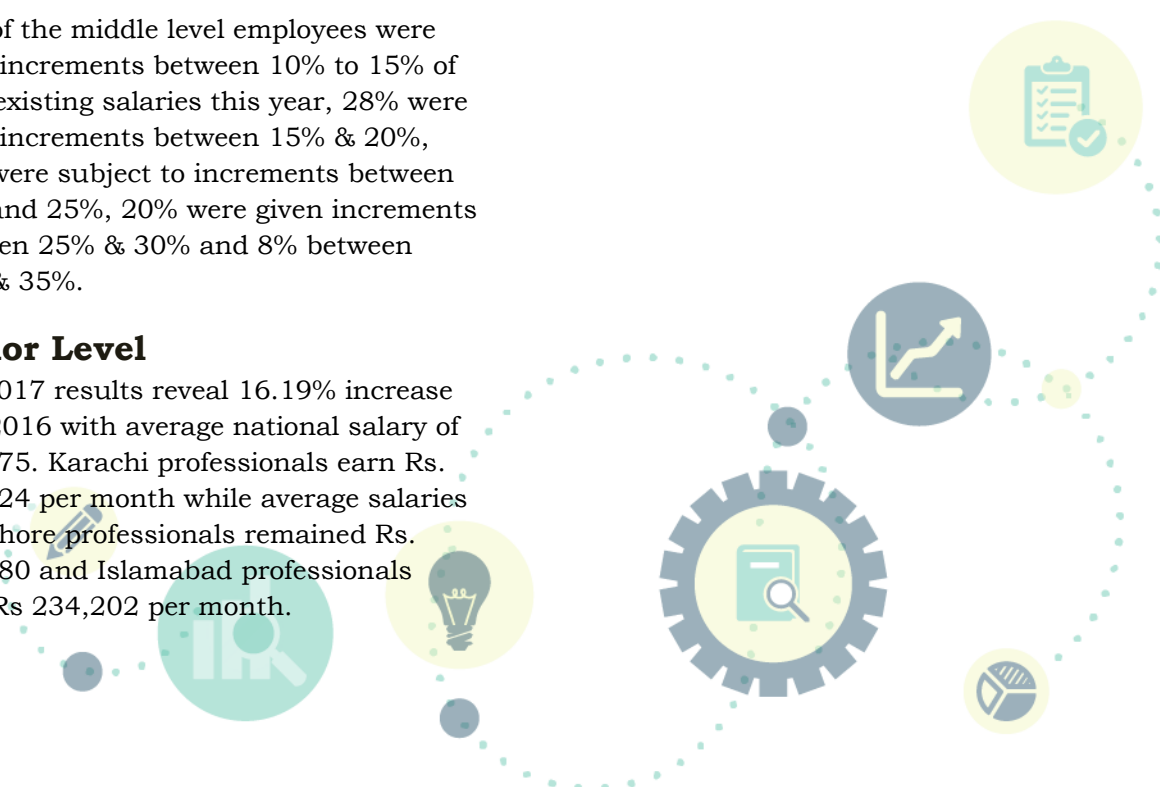 of the middle level employees were
increments between 10% to 15% of
existing salaries this year, 28% were
increments between 15% & 20%,
were subject to increments between
and 25%, 20% were given increments
en 25% & 30% and 8% between
& 35%.
or Level
017 results reveal 16.19% increase
016 with average national salary of
75. Karachi professionals earn Rs.
24 per month while average salaries
hore professionals remained Rs.
80 and Islamabad professionals
Rs 234,202 per month.